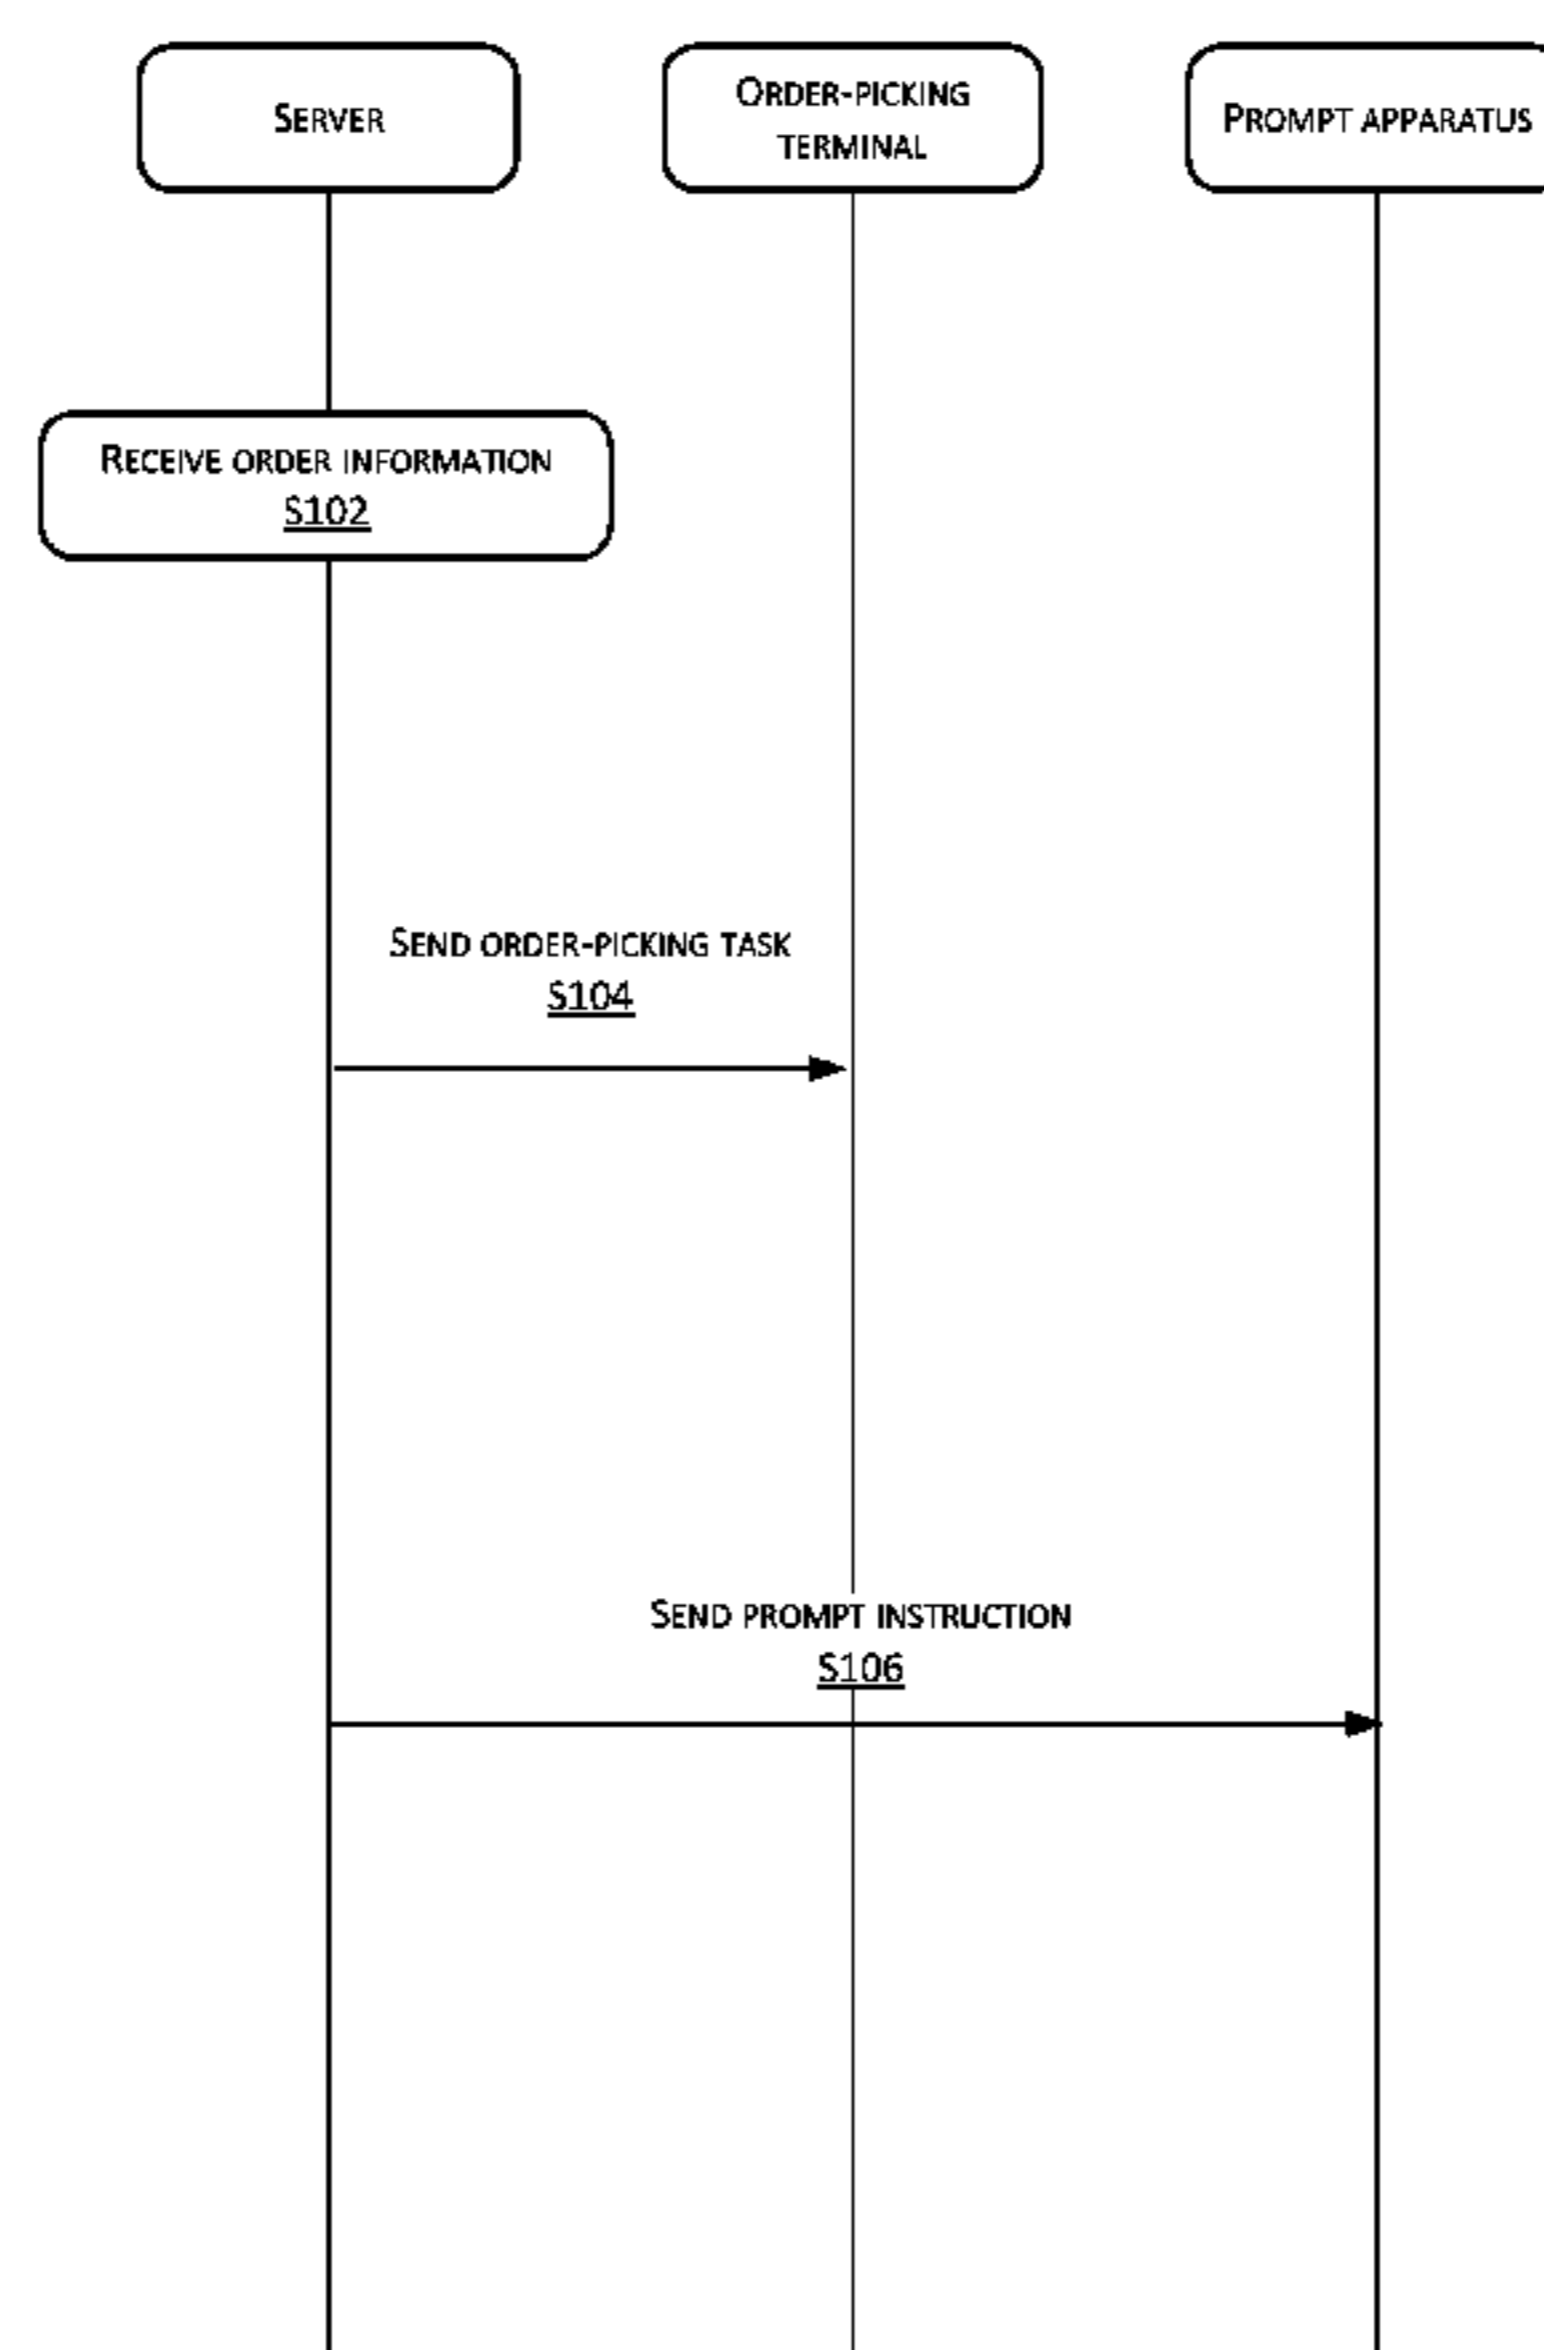 SERVER
ORDER-PICKING
TERMINAL
PROMPT APPARATUS
RECEIVE ORDER INFORMATION
S102
SEND ORDER-PICKING TASK
S104
SEND PROMPT INSTRUCTION
S106